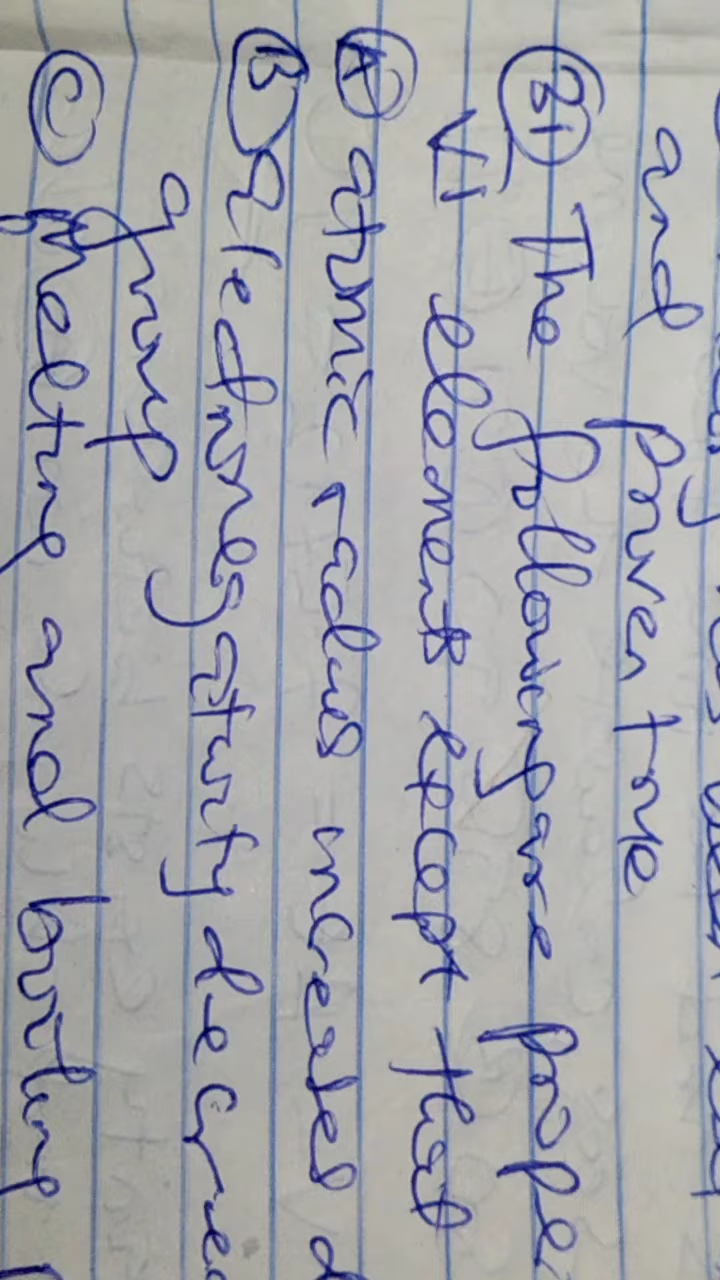 and proven true
31 The following are prope
VI elements except that
A atomic radius increases d
B electronegativity decrea
group
C Melting and boiling